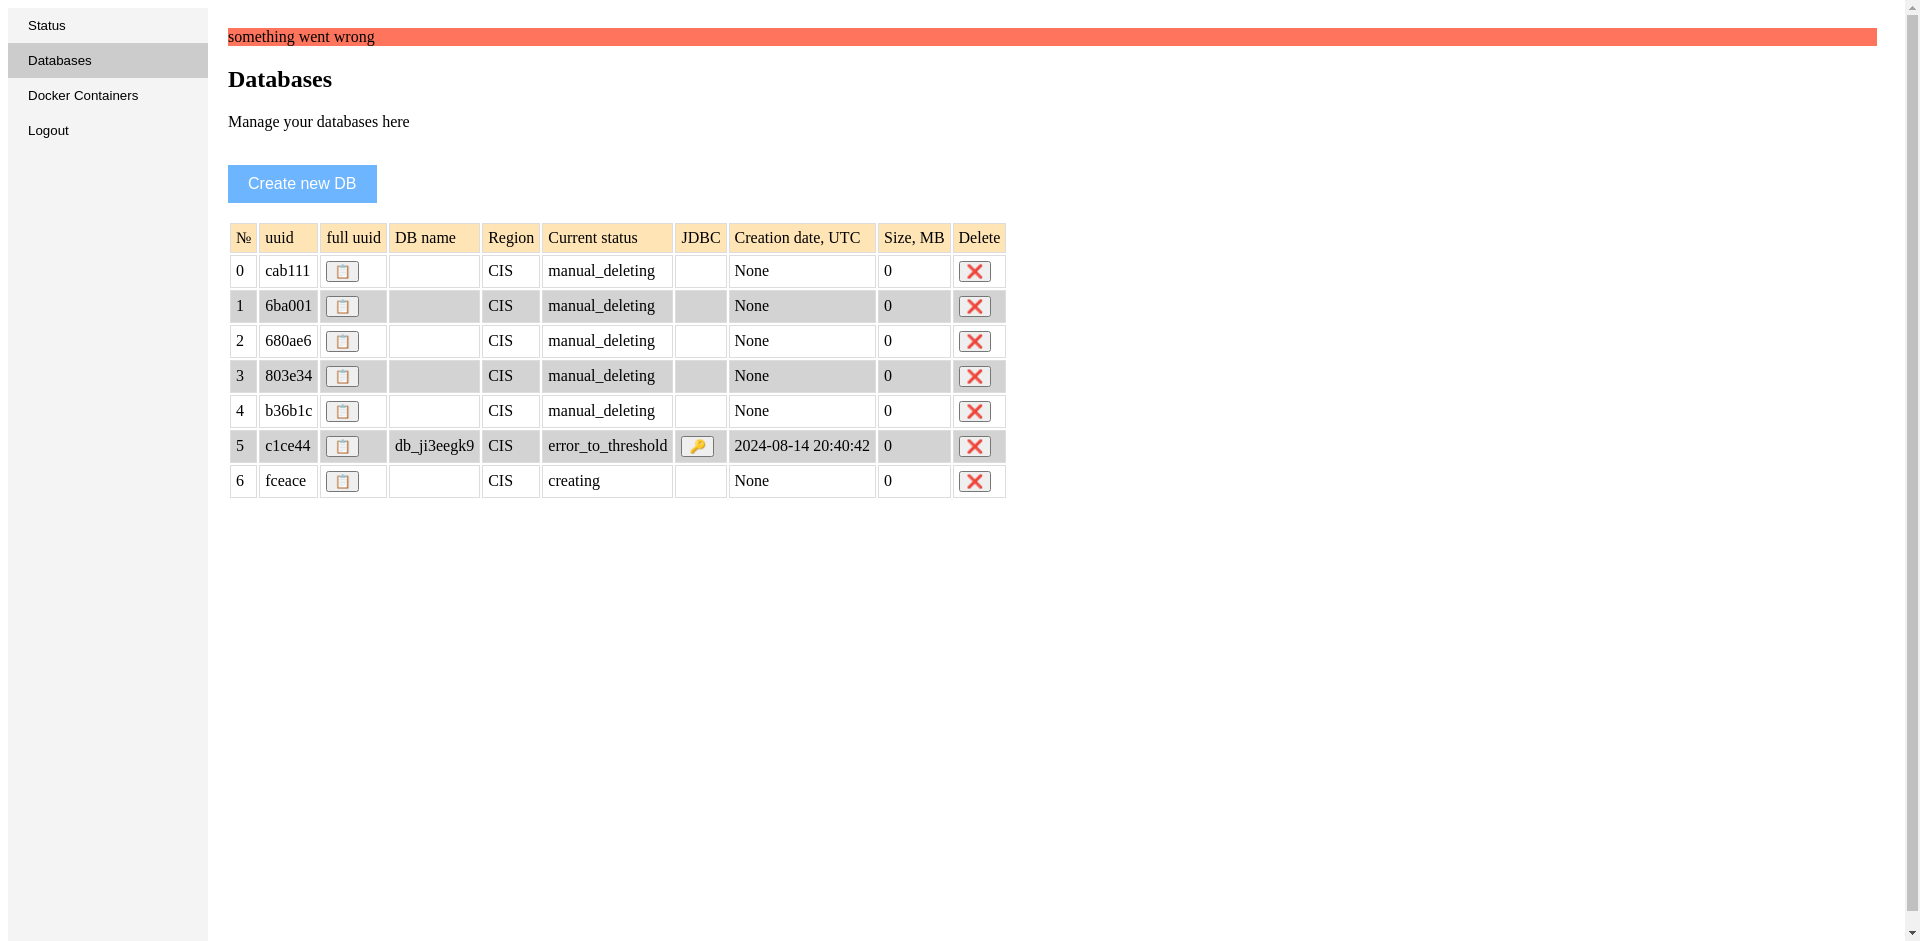 Status
Databases
Docker Containers
Logout
something went wrong
Databases
Manage your databases here
Create new DB
№ uuid full uuid DB name Region Current status JDBC Creation date, UTC Size, MB Delete
0 cab111 CIS manual_deleting None 0
1 6ba001 CIS manual_deleting None 0
2 680ae6 CIS manual_deleting None 0
3 803e34 CIS manual_deleting None 0
4 b36b1c CIS manual_deleting None 0
5 c1ce44 db_ji3eegk9 CIS error_to_threshold 2024-08-14 20:40:42 0
6 fceace CIS creating None 0